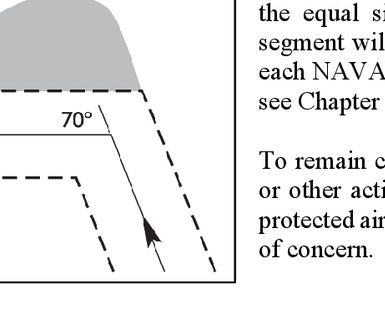 70°
the equal si
segment wil
each NAVA
see Chapter
To remain c
or other acti
protected air
of concern.